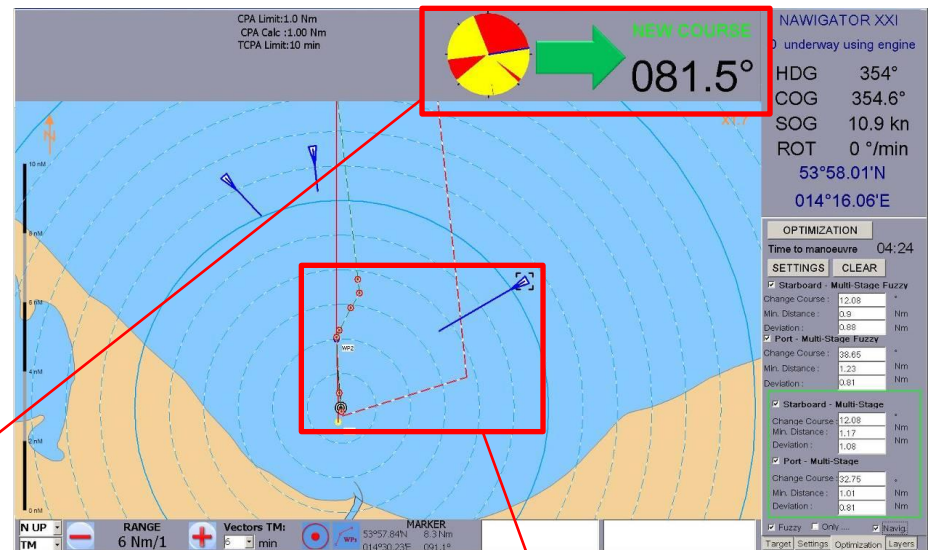 CPA Limit:1.0 Nm
CPA Calc :1.00 Nm
TCPA Limit:10 min
NEW COURSE
081.5°
NAWIGATOR XXI
underway using engine
HDG 354°
COG 354.6°
SOG 10.9 kn
ROT 0 °/min
53°58.01'N
014°16.06'E
N
10 nM
8 nM
6 nM
4 nM
2 nM
0 nM
WP2
OPTIMIZATION
Time to manoeuvre 04:24
SETTINGS CLEAR
Starboard - Multi-Stage Fuzzy
Change Course : 12.08 °
Min. Distance : 0.9 Nm
Deviation : 0.88 Nm
Port - Multi-Stage Fuzzy
Change Course : 38.65 °
Min. Distance : 1.23 Nm
Deviation : 0.81 Nm
Starboard - Multi-Stage
Change Course : 12.08 °
Min. Distance : 1.17 Nm
Deviation : 1.08 Nm
Port - Multi-Stage
Change Course : 32.75 °
Min. Distance : 1.01 Nm
Deviation : 0.81 Nm
Fuzzy Only .... Navig.
Target Settings Optimization Layers
N UP
TM
RANGE
6 Nm/1
Vectors TM:
6 min
WPs
MARKER
53°57.84'N 8.3Nm
014°30.23'E 091.1°